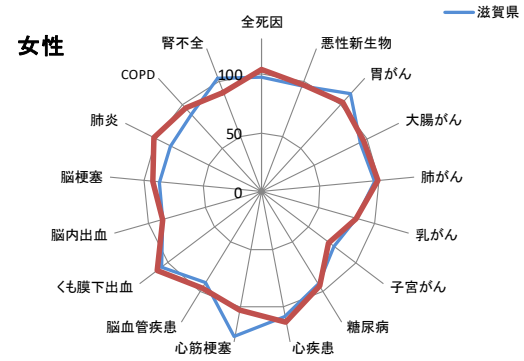 滋賀県
女性
全死因
悪性新生物
胃がん
大腸がん
肺がん
乳がん
子宮がん
糖尿病
心疾患
心筋梗塞
脳血管疾患
くも膜下出血
脳内出血
脳梗塞
肺炎
COPD
腎不全
100
50
0